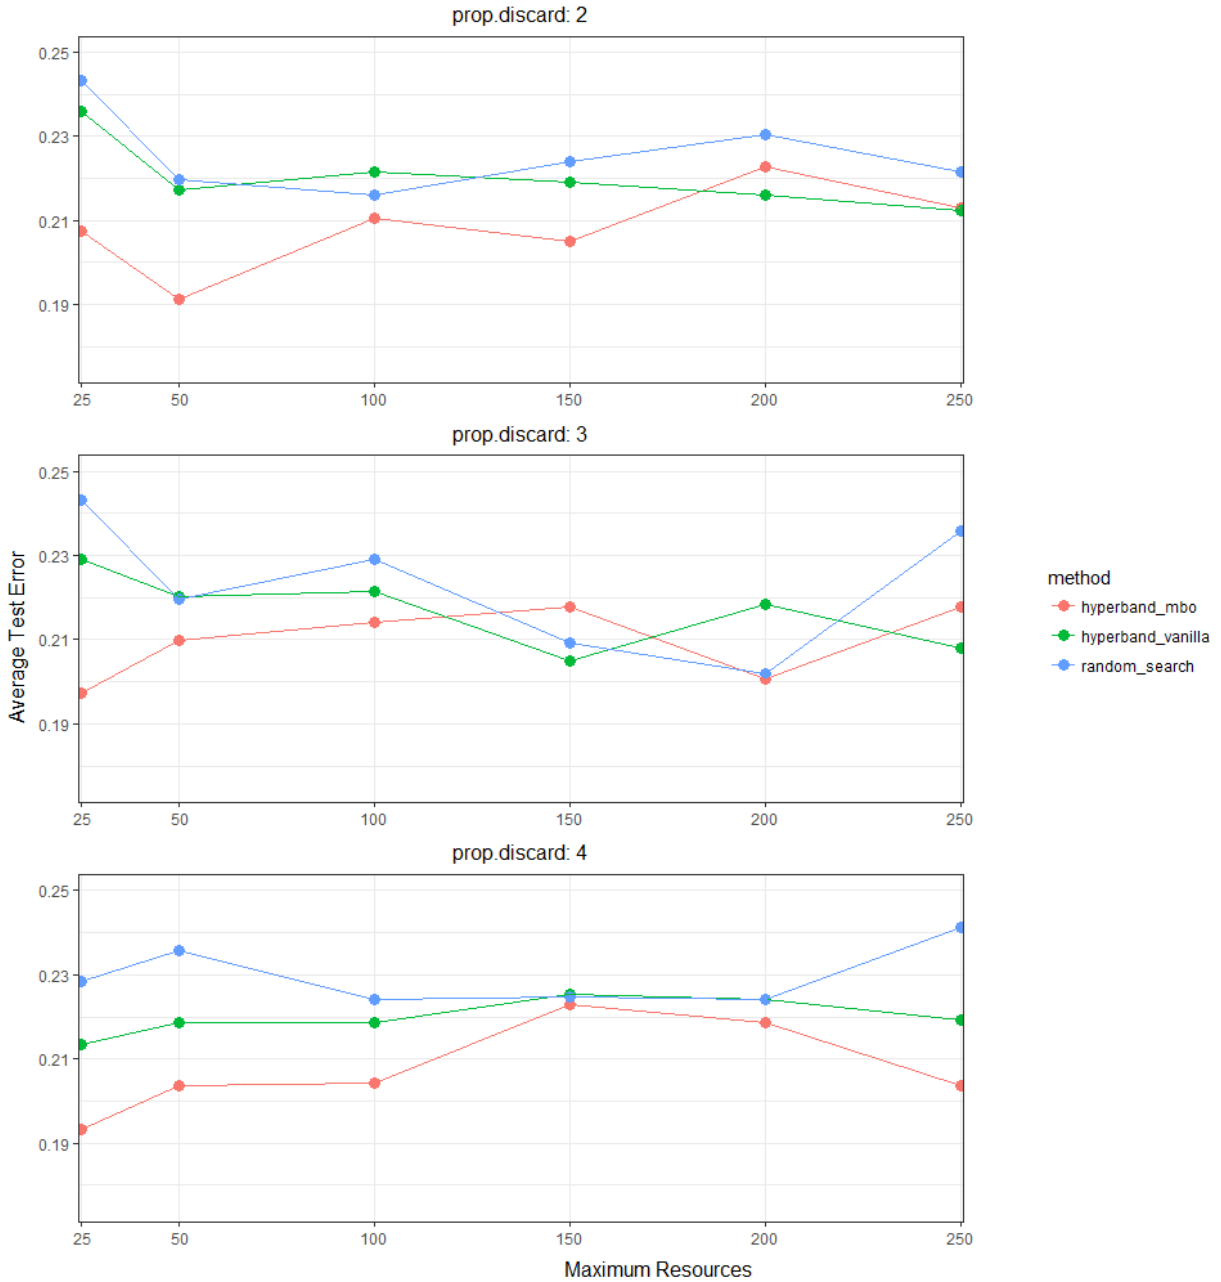 prop.discard: 2
0.25
0.23
0.21
0.19
25 50 100 150 200 250
prop.discard: 3
0.25
0.23
0.21
0.19
25 50 100 150 200 250
Average Test Error
method
hyperband_mbo
hyperband_vanilla
random_search
prop.discard: 4
0.25
0.23
0.21
0.19
25 50 100 150 200 250
Maximum Resources